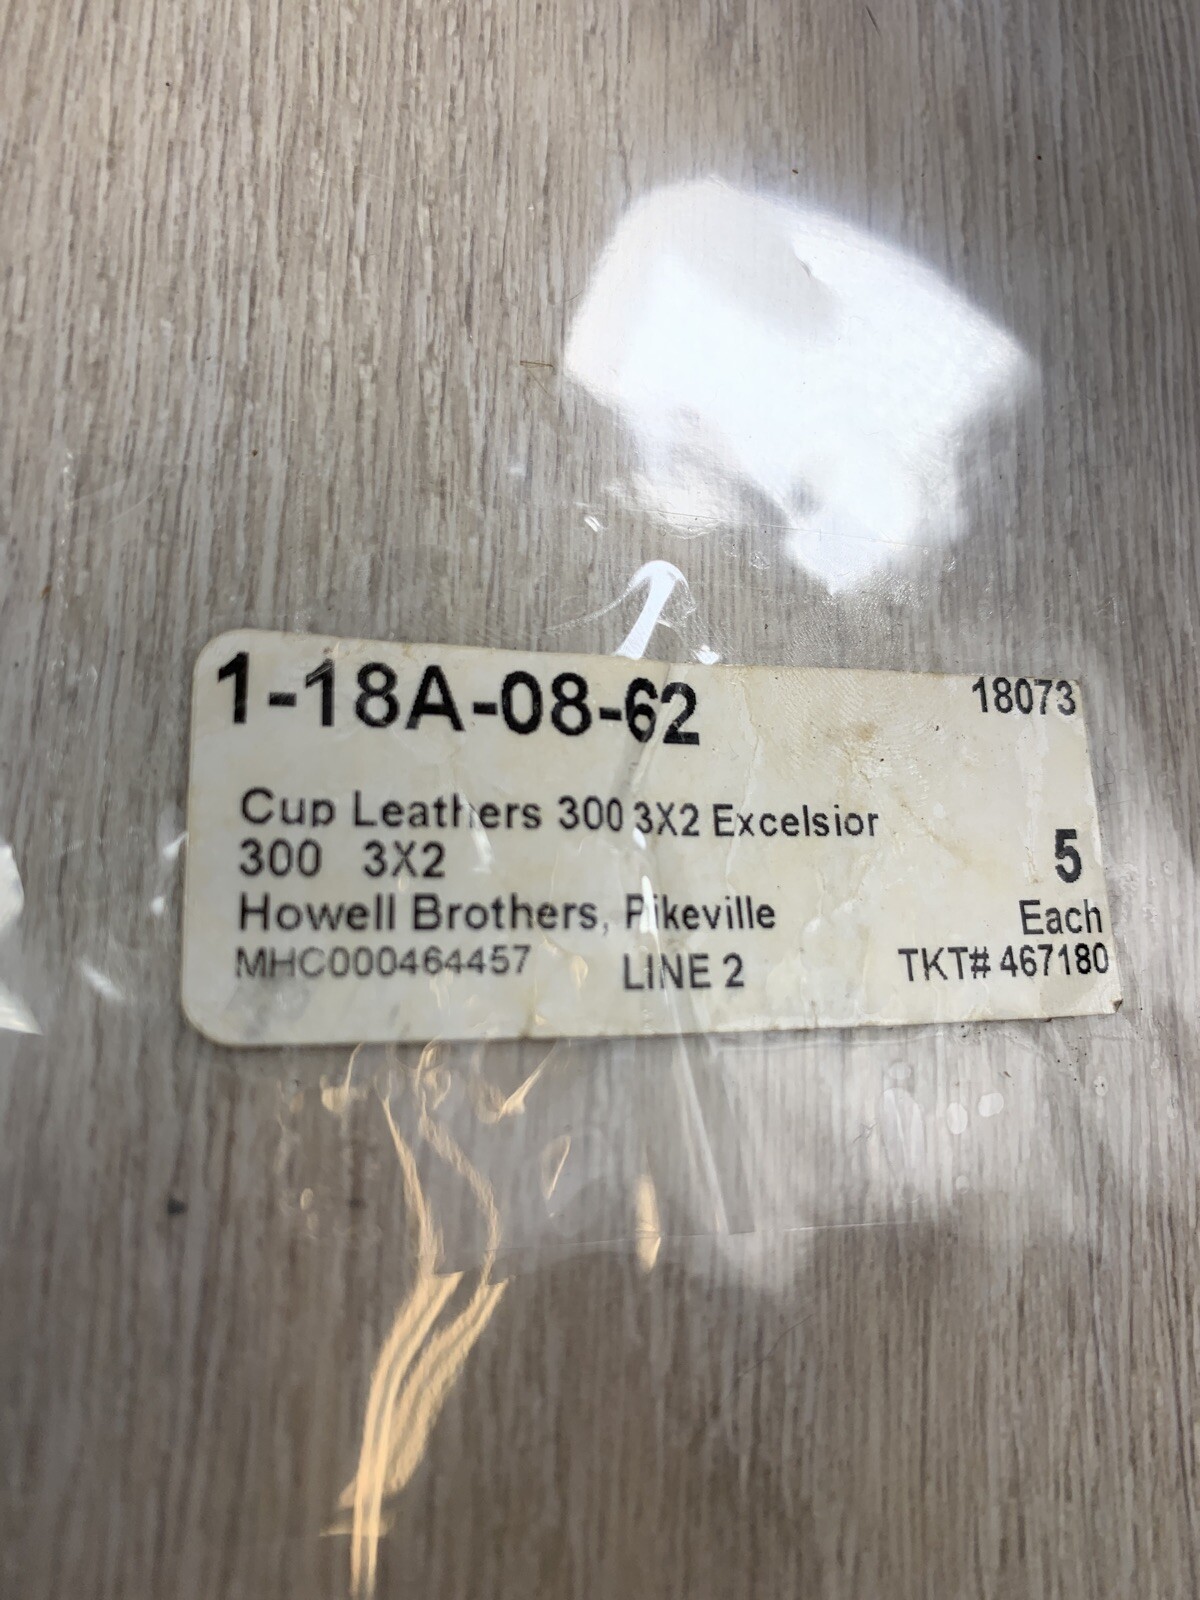 1-18A-08-62 18073
Cup Leathers 300 3X2 Excelsior
300 3X2 5
Howell Brothers, Pikeville Each
MHC000464457 LINE 2 TKT# 467180